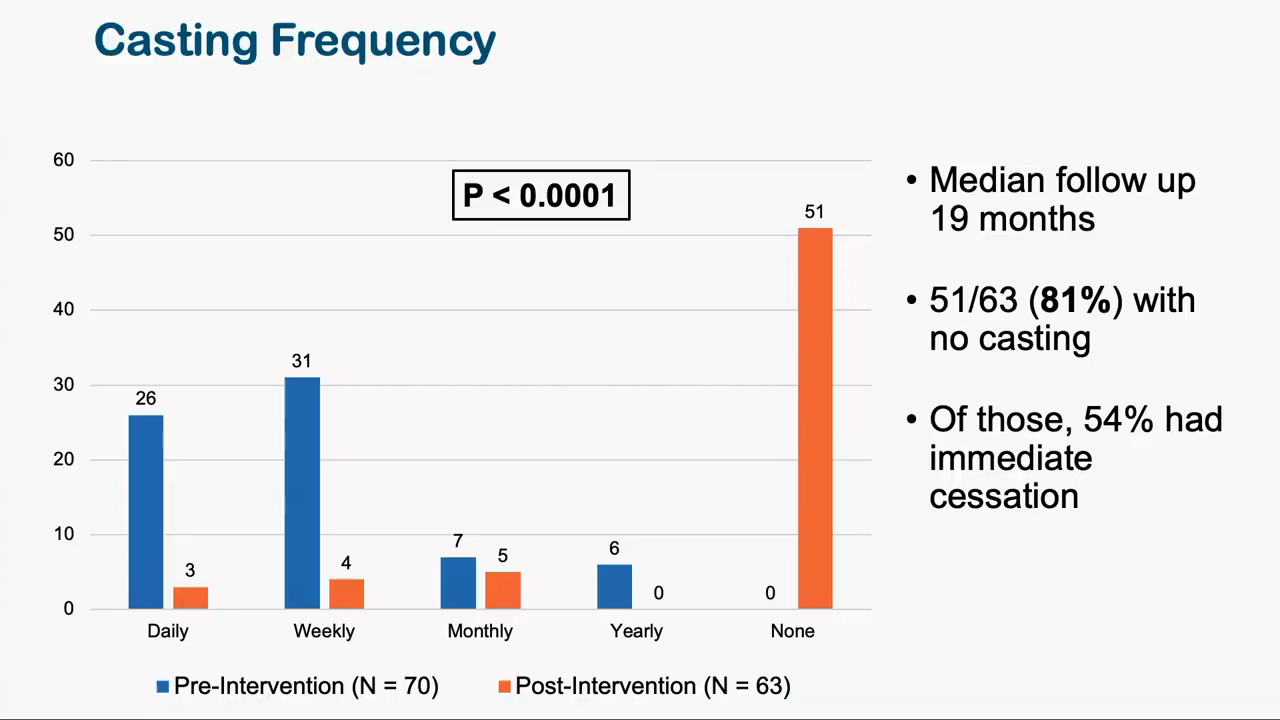 Casting Frequency
60
50
40
30
20
10
0
P < 0.0001
26
3
31
4
7
5
6
0
0
51
Daily
Weekly
Monthly
Yearly
None
Pre-Intervention (N = 70)
Post-Intervention (N = 63)
• Median follow up
19 months
• 51/63 (81%) with
no casting
• Of those, 54% had
immediate
cessation